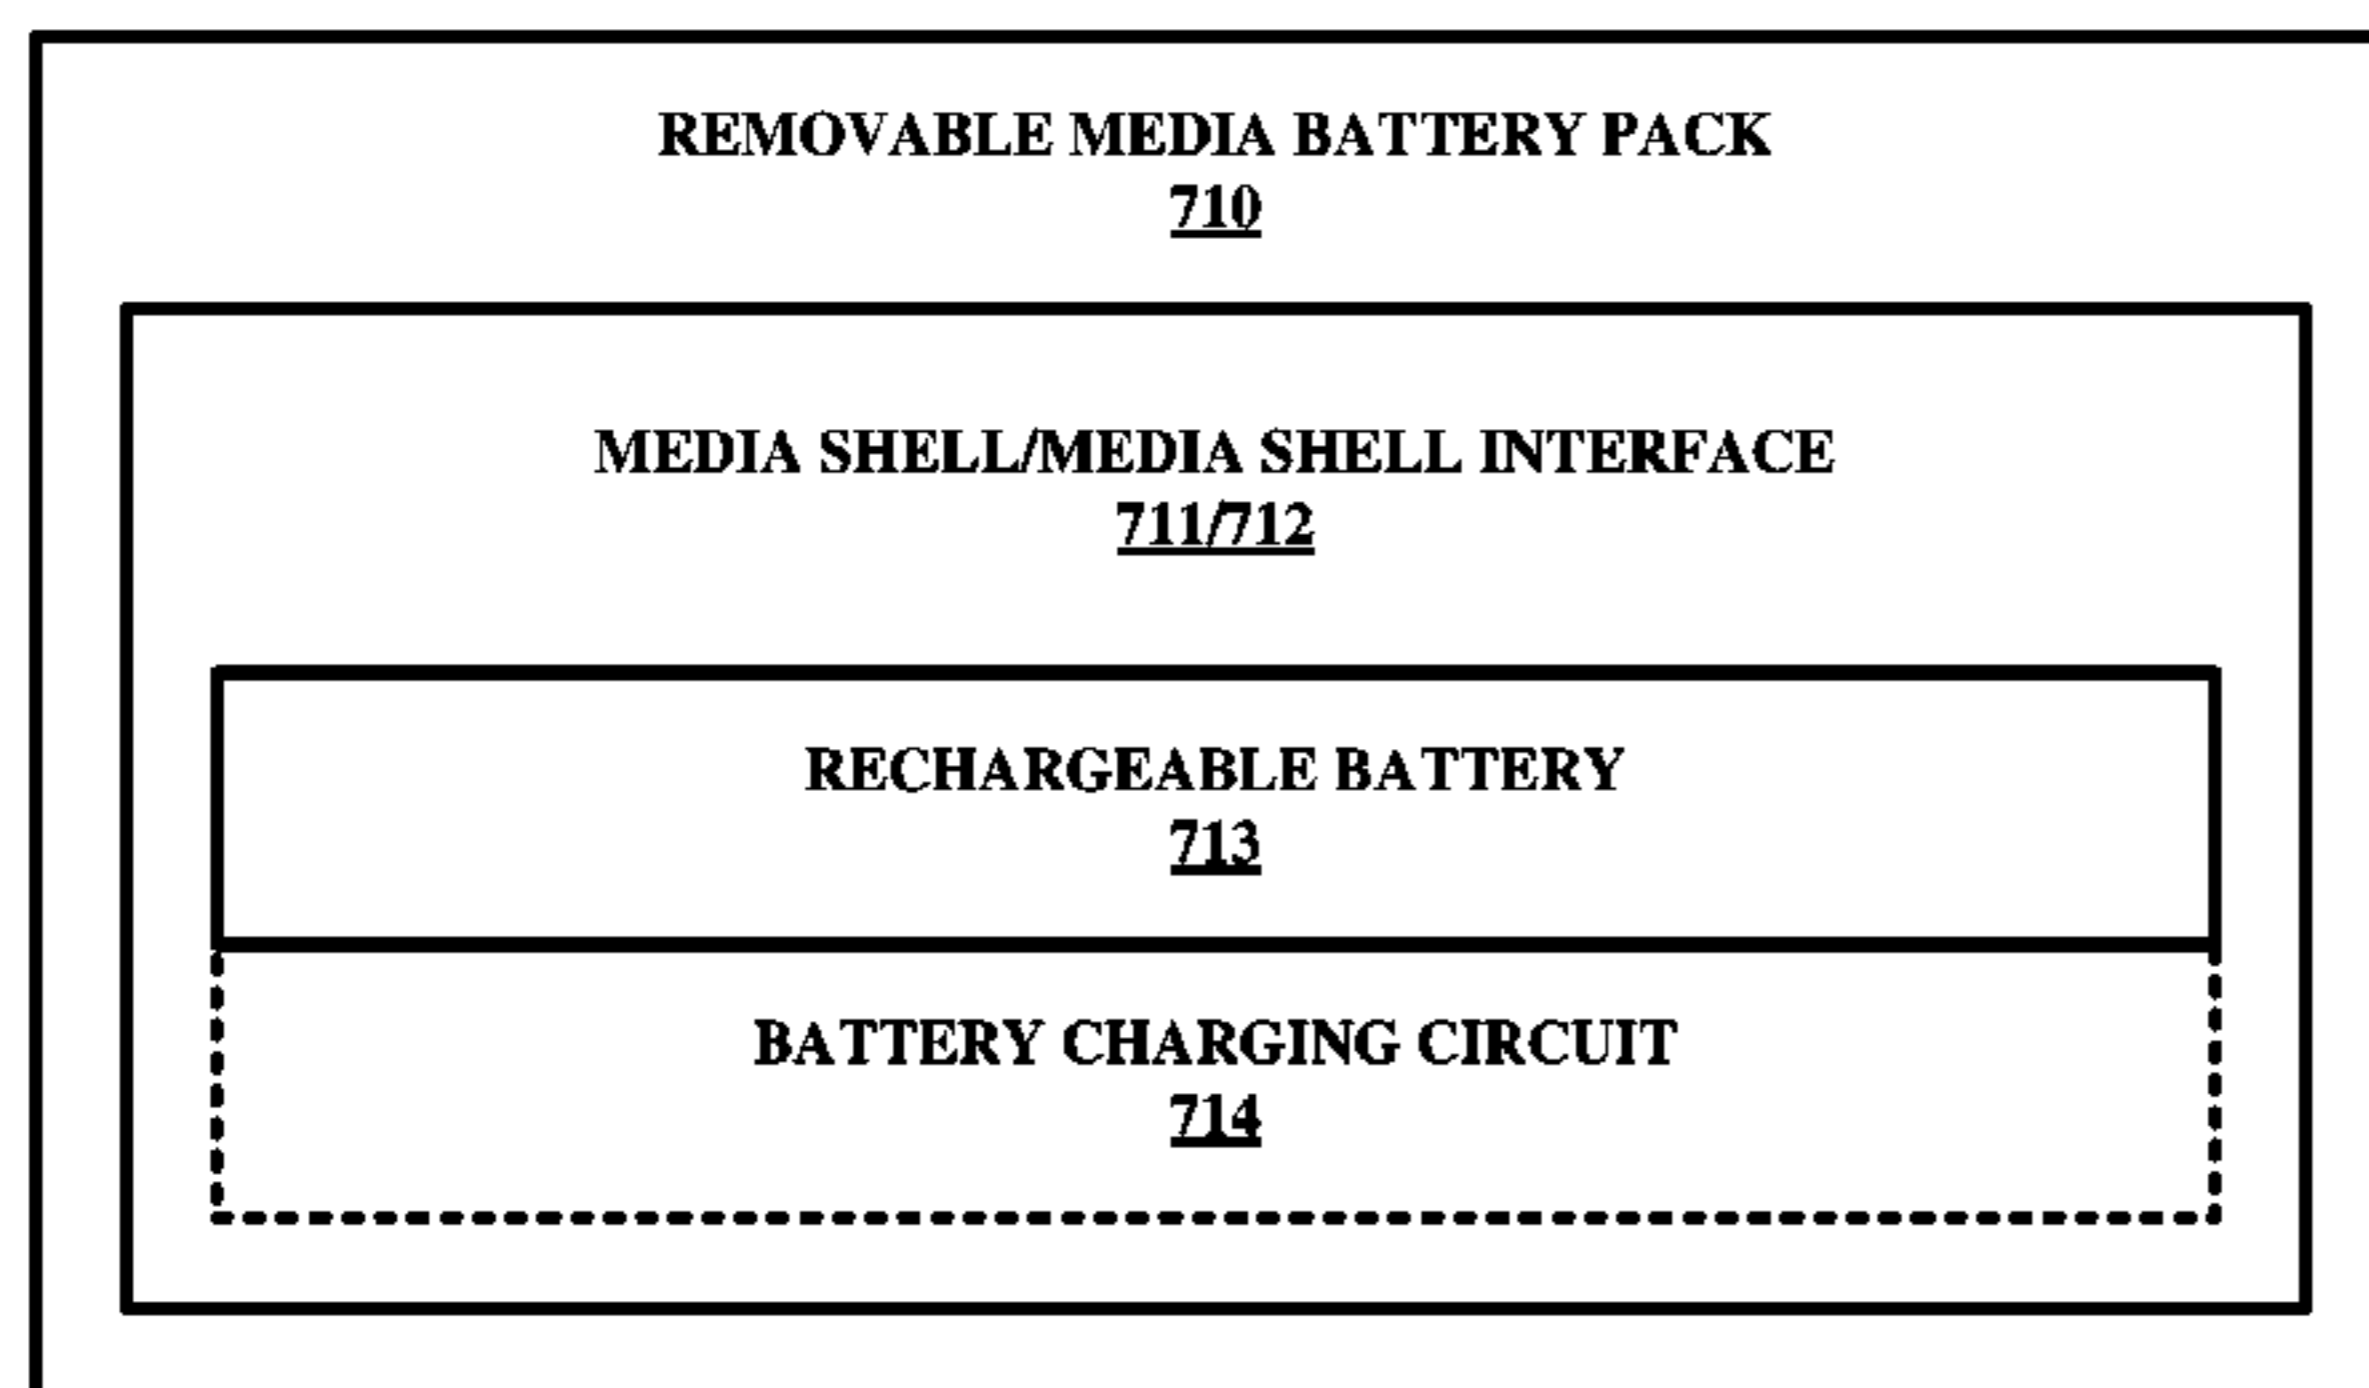 REMOVABLE MEDIA BATTERY PACK
710
MEDIA SHELL/MEDIA SHELL INTERFACE
711/712
RECHARGEABLE BATTERY
713
BATTERY CHARGING CIRCUIT
714